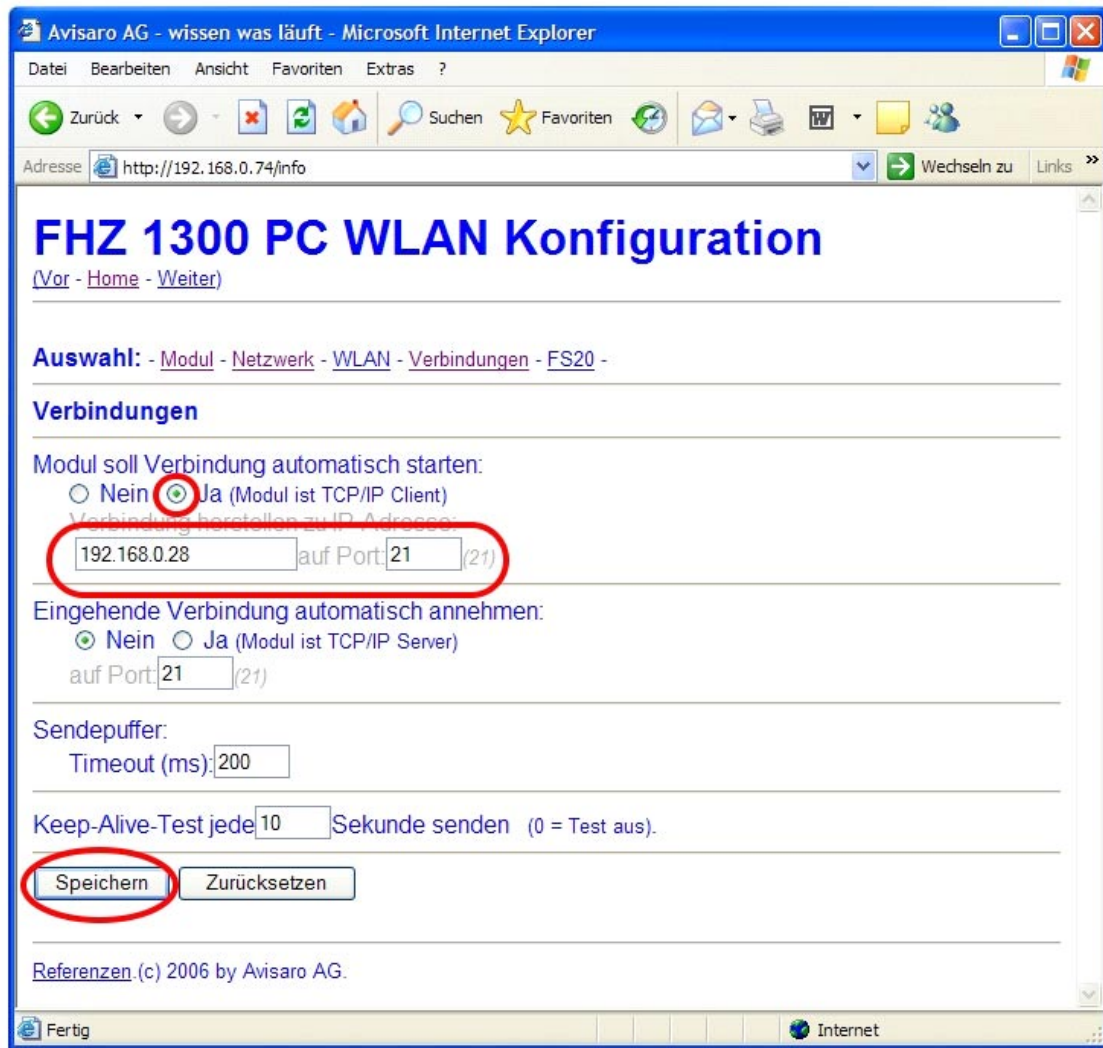 Avisaro AG - wissen was läuft - Microsoft Internet Explorer
Datei Bearbeiten Ansicht Favoriten Extras ?
Zurück Suchen Favoriten W
Adresse http://192.168.0.74/info Wechseln zu Links »
FHZ 1300 PC WLAN Konfiguration
(Vor - Home - Weiter)
Auswahl: - Modul - Netzwerk - WLAN - Verbindungen - FS20 -
Verbindungen
Modul soll Verbindung automatisch starten:
Nein Ja (Modul ist TCP/IP Client)
Verbindung herstellen zu IP-Adresse:
192.168.0.28 auf Port: 21 (21)
Eingehende Verbindung automatisch annehmen:
Nein Ja (Modul ist TCP/IP Server)
auf Port: 21 (21)
Sendepuffer:
Timeout (ms): 200
Keep-Alive-Test jede 10 Sekunde senden (0 = Test aus).
Speichern Zurücksetzen
Referenzen.(c) 2006 by Avisaro AG.
Fertig Internet